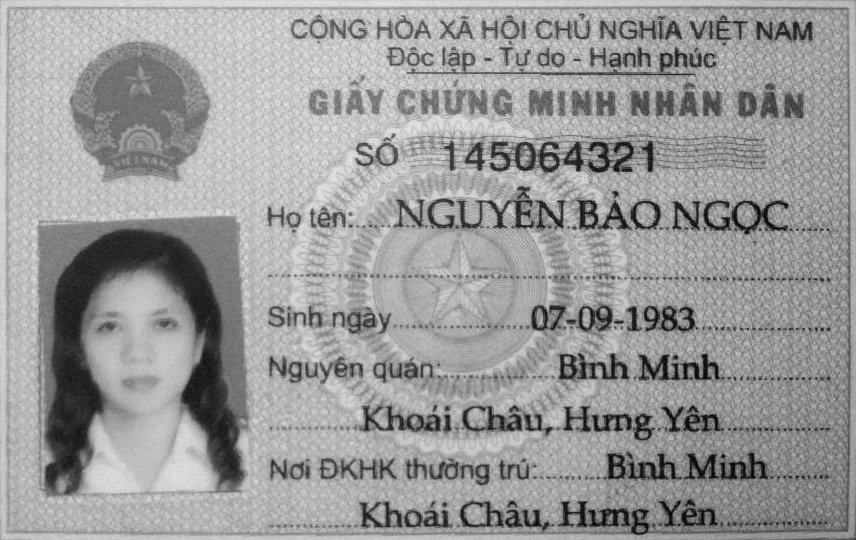 CỘNG HÒA XÃ HỘI CHỦ NGHĨA VIỆT NAM
Độc lập - Tự do - Hạnh phúc
GIẤY CHỨNG MINH NHÂN DÂN
SỐ 145064321
Họ tên: NGUYỄN BẢO NGỌC
Sinh ngày 07-09-1983
Nguyên quán: Bình Minh
Khoái Châu, Hưng Yên
Nơi ĐKHK thường trú: Bình Minh
Khoái Châu, Hưng Yên
VIỆT NAM